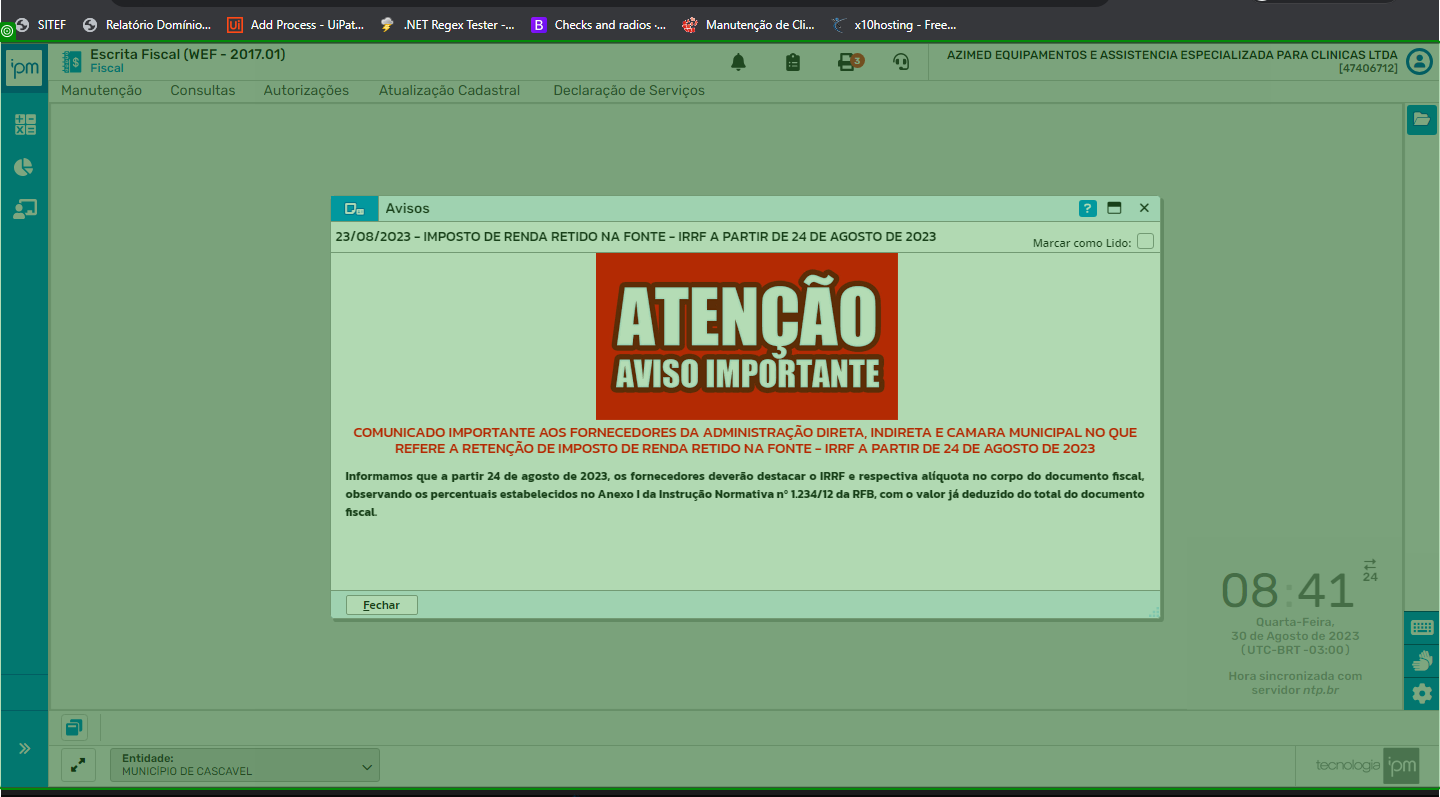 SITEF
Relatório Domínio...
Ui
Add Process - UiPat...
.NET Regex Tester -...
B
Checks and radios ·...
Manutenção de Cli...
x10hosting - Free...
ipm
Escrita Fiscal (WEF - 2017.01)
Fiscal
3
AZIMED EQUIPAMENTOS E ASSISTENCIA ESPECIALIZADA PARA CLINICAS LTDA
[47406712]
Manutenção Consultas Autorizações Atualização Cadastral Declaração de Serviços
Avisos
?
23/08/2023 - IMPOSTO DE RENDA RETIDO NA FONTE - IRRF A PARTIR DE 24 DE AGOSTO DE 2023
Marcar como Lido:
ATENÇÃO
AVISO IMPORTANTE
COMUNICADO IMPORTANTE AOS FORNECEDORES DA ADMINISTRAÇÃO DIRETA, INDIRETA E CAMARA MUNICIPAL NO QUE
REFERE A RETENÇÃO DE IMPOSTO DE RENDA RETIDO NA FONTE - IRRF A PARTIR DE 24 DE AGOSTO DE 2023
Informamos que a partir 24 de agosto de 2023, os fornecedores deverão destacar o IRRF e respectiva alíquota no corpo do documento fiscal,
observando os percentuais estabelecidos no Anexo I da Instrução Normativa nº 1.234/12 da RFB, com o valor já deduzido do total do documento
fiscal.
Fechar
08:41
24
Quarta-Feira,
30 de Agosto de 2023
(UTC-BRT -03:00)
Hora sincronizada com
servidor ntp.br
Entidade:
MUNICÍPIO DE CASCAVEL
tecnologia ipm